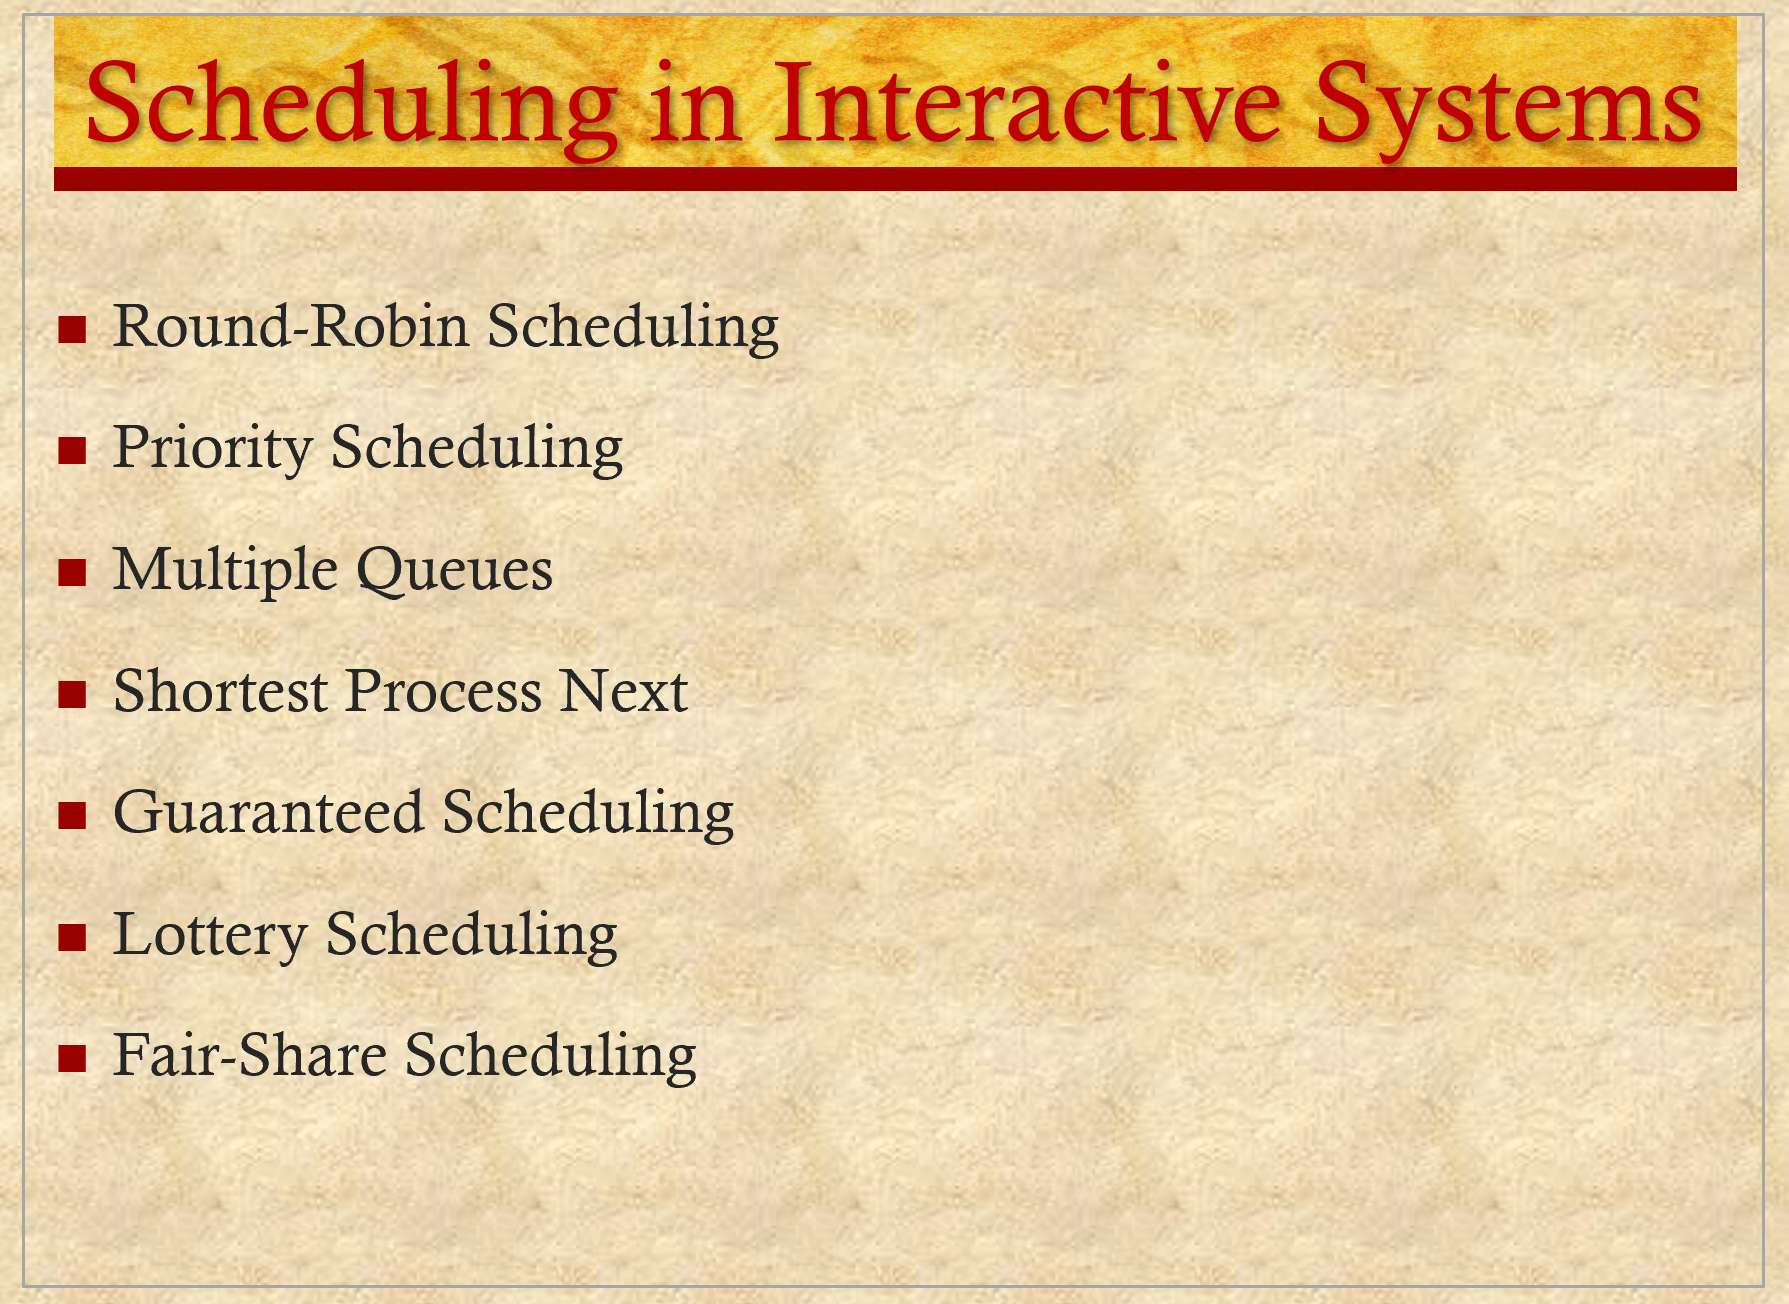 Scheduling in Interactive Systems
Round-Robin Scheduling
Priority Scheduling
Multiple Queues
Shortest Process Next
Guaranteed Scheduling
Lottery Scheduling
Fair-Share Scheduling